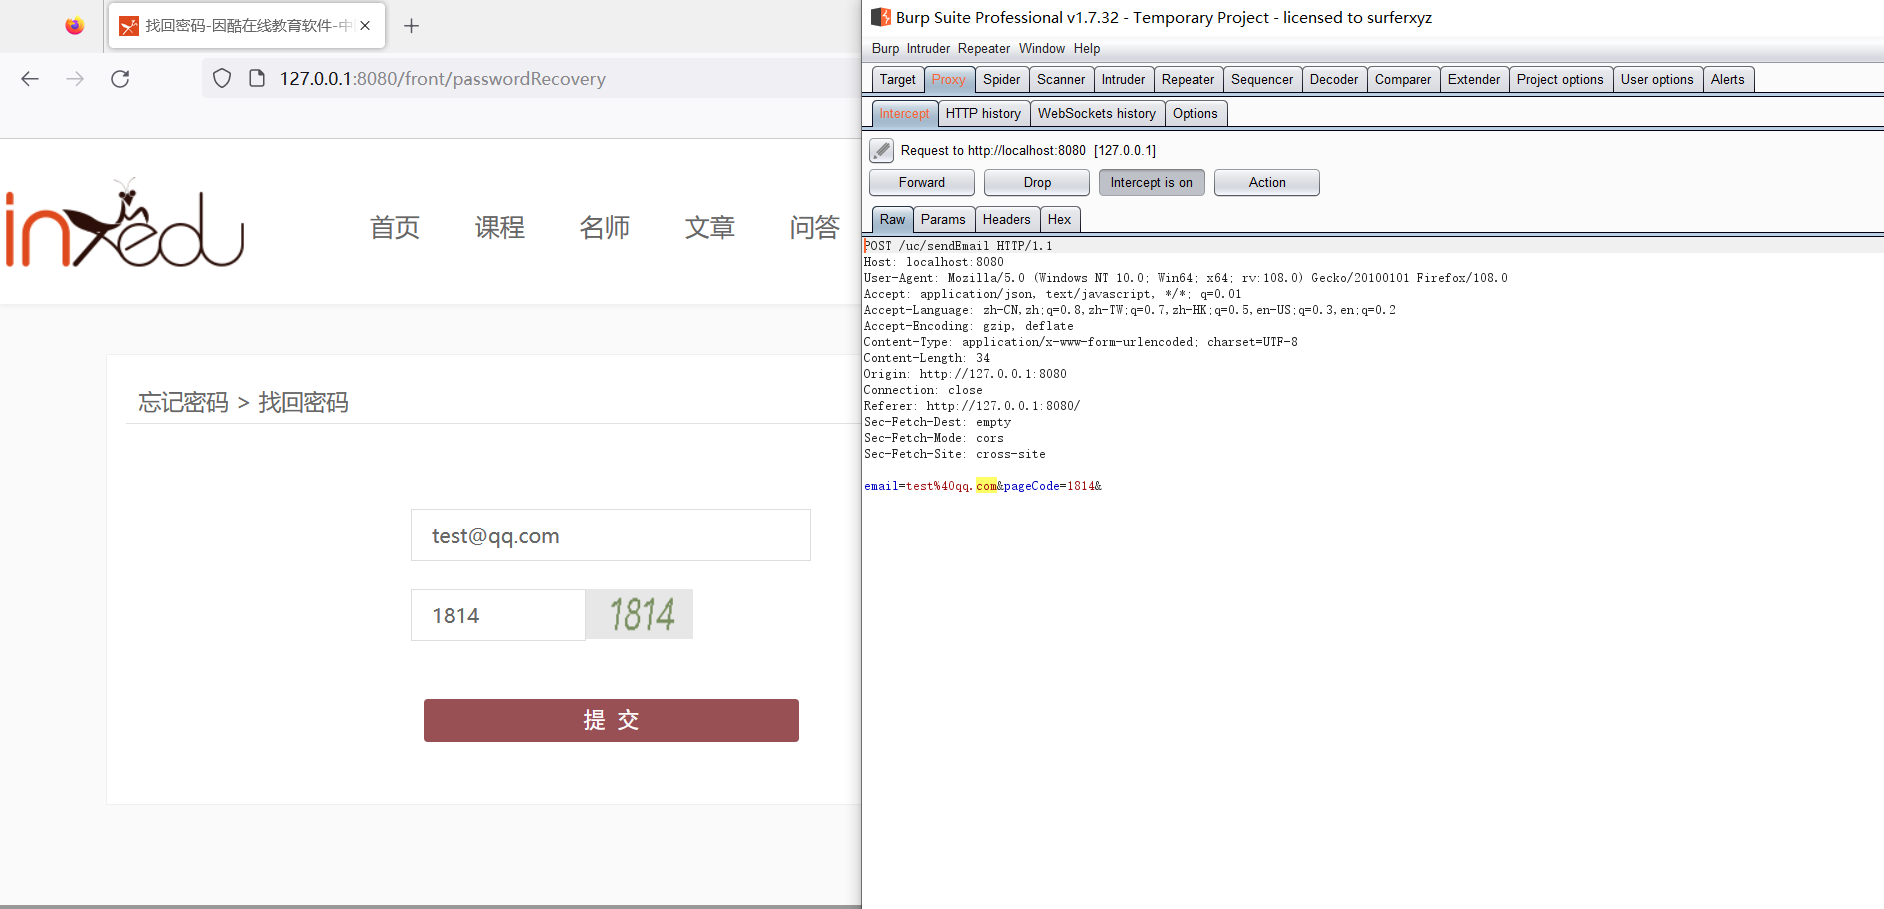 找回密码-因酷在线教育软件-中
127.0.0.1:8080/front/passwordRecovery
inxedu
首页 课程 名师 文章 问答
忘记密码 > 找回密码
test@qq.com
1814 1814
提 交
Burp Suite Professional v1.7.32 - Temporary Project - licensed to surferxyz
Burp Intruder Repeater Window Help
Target Proxy Spider Scanner Intruder Repeater Sequencer Decoder Comparer Extender Project options User options Alerts
Intercept HTTP history WebSockets history Options
Request to http://localhost:8080 [127.0.0.1]
Forward Drop Intercept is on Action
Raw Params Headers Hex
POST /uc/sendEmail HTTP/1.1
Host: localhost:8080
User-Agent: Mozilla/5.0 (Windows NT 10.0; Win64; x64; rv:108.0) Gecko/20100101 Firefox/108.0
Accept: application/json, text/javascript, */*; q=0.01
Accept-Language: zh-CN,zh;q=0.8,zh-TW;q=0.7,zh-HK;q=0.5,en-US;q=0.3,en;q=0.2
Accept-Encoding: gzip, deflate
Content-Type: application/x-www-form-urlencoded; charset=UTF-8
Content-Length: 34
Origin: http://127.0.0.1:8080
Connection: close
Referer: http://127.0.0.1:8080/
Sec-Fetch-Dest: empty
Sec-Fetch-Mode: cors
Sec-Fetch-Site: cross-site
email=test%40qq.com&pageCode=1814&